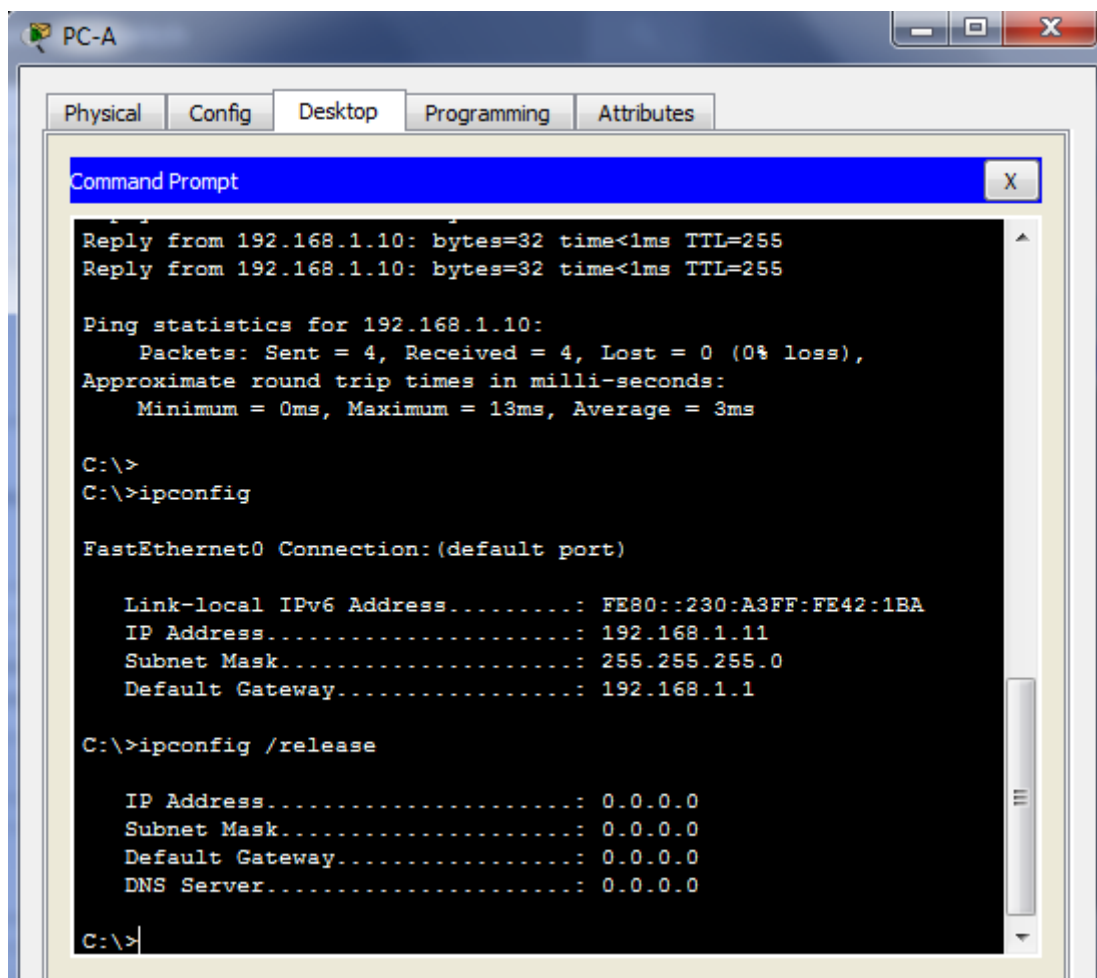 PC-A
X
Physical Config Desktop Programming Attributes
Command Prompt X
Reply from 192.168.1.10: bytes=32 time<1ms TTL=255
Reply from 192.168.1.10: bytes=32 time<1ms TTL=255
Ping statistics for 192.168.1.10:
Packets: Sent = 4, Received = 4, Lost = 0 (0% loss),
Approximate round trip times in milli-seconds:
Minimum = 0ms, Maximum = 13ms, Average = 3ms
C:\>
C:\>ipconfig
FastEthernet0 Connection:(default port)
Link-local IPv6 Address.........: FE80::230:A3FF:FE42:1BA
IP Address......................: 192.168.1.11
Subnet Mask.....................: 255.255.255.0
Default Gateway.................: 192.168.1.1
C:\>ipconfig /release
IP Address......................: 0.0.0.0
Subnet Mask.....................: 0.0.0.0
Default Gateway.................: 0.0.0.0
DNS Server......................: 0.0.0.0
C:\>